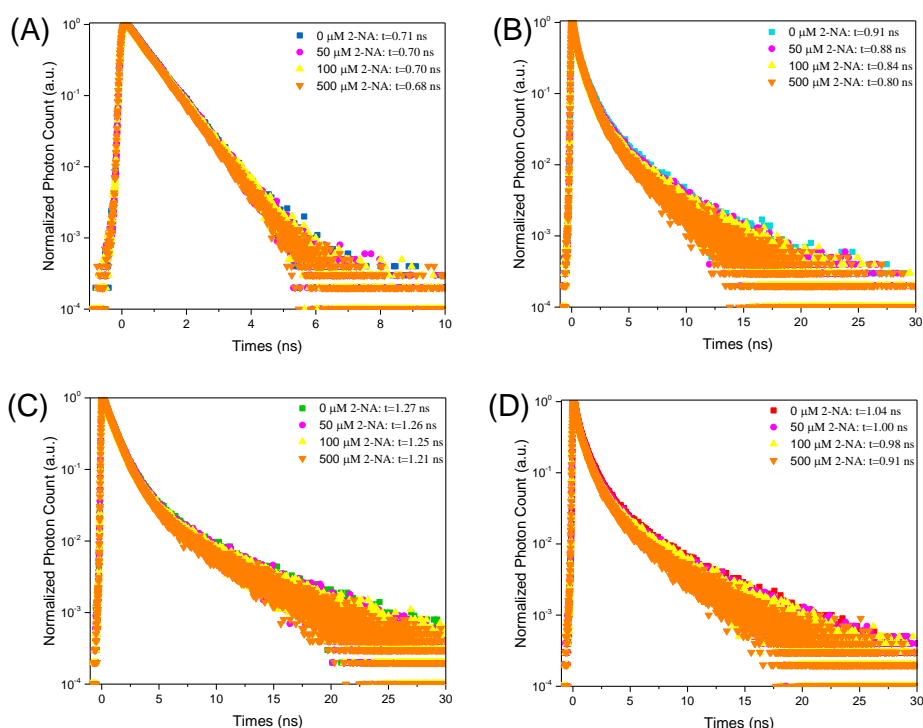 (A)
Normalized Photon Count (a.u.)
10⁰
10⁻¹
10⁻²
10⁻³
10⁻⁴
0 μM 2-NA: t=0.71 ns
50 μM 2-NA: t=0.70 ns
100 μM 2-NA: t=0.70 ns
500 μM 2-NA: t=0.68 ns
0 2 4 6 8 10
Times (ns)
(B)
Normalized Photon Count (a.u.)
10⁰
10⁻¹
10⁻²
10⁻³
10⁻⁴
0 μM 2-NA: t=0.91 ns
50 μM 2-NA: t=0.88 ns
100 μM 2-NA: t=0.84 ns
500 μM 2-NA: t=0.80 ns
0 5 10 15 20 25 30
Times (ns)
(C)
Normalized Photon Count (a.u.)
10⁰
10⁻¹
10⁻²
10⁻³
10⁻⁴
0 μM 2-NA: t=1.27 ns
50 μM 2-NA: t=1.26 ns
100 μM 2-NA: t=1.25 ns
500 μM 2-NA: t=1.21 ns
0 5 10 15 20 25 30
Times (ns)
(D)
Normalized Photon Count (a.u.)
10⁰
10⁻¹
10⁻²
10⁻³
10⁻⁴
0 μM 2-NA: t=1.04 ns
50 μM 2-NA: t=1.00 ns
100 μM 2-NA: t=0.98 ns
500 μM 2-NA: t=0.91 ns
0 5 10 15 20 25 30
Times (ns)